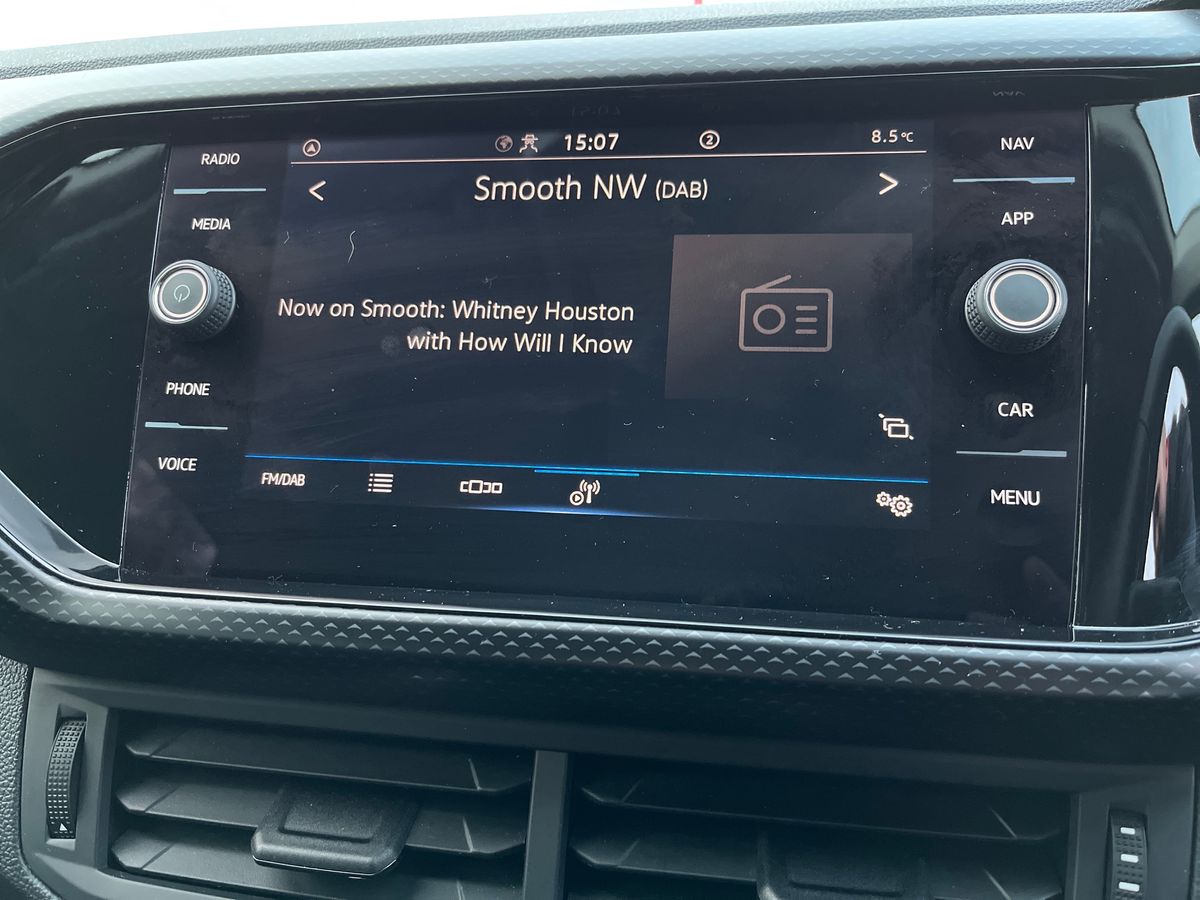 RADIO
MEDIA
PHONE
VOICE
15:07
2
8.5°C
< Smooth NW (DAB) >
Now on Smooth: Whitney Houston
with How Will I Know
FM/DAB
NAV
APP
CAR
MENU